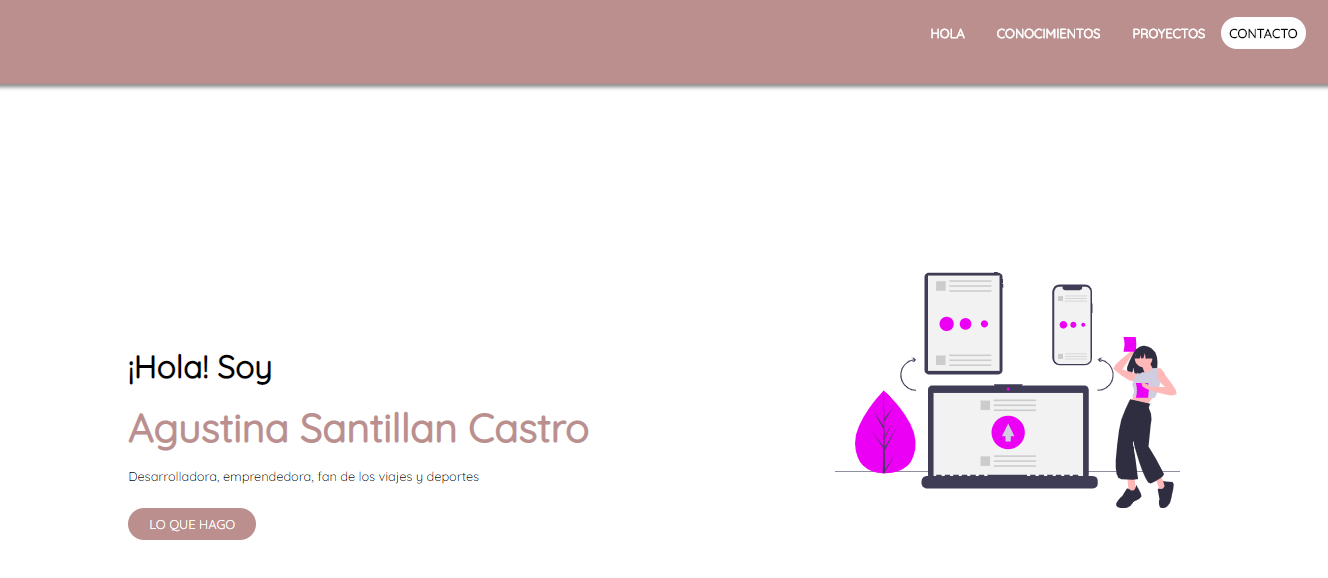 HOLA CONOCIMIENTOS PROYECTOS CONTACTO
¡Hola! Soy
Agustina Santillan Castro
Desarrolladora, emprendedora, fan de los viajes y deportes
LO QUE HAGO